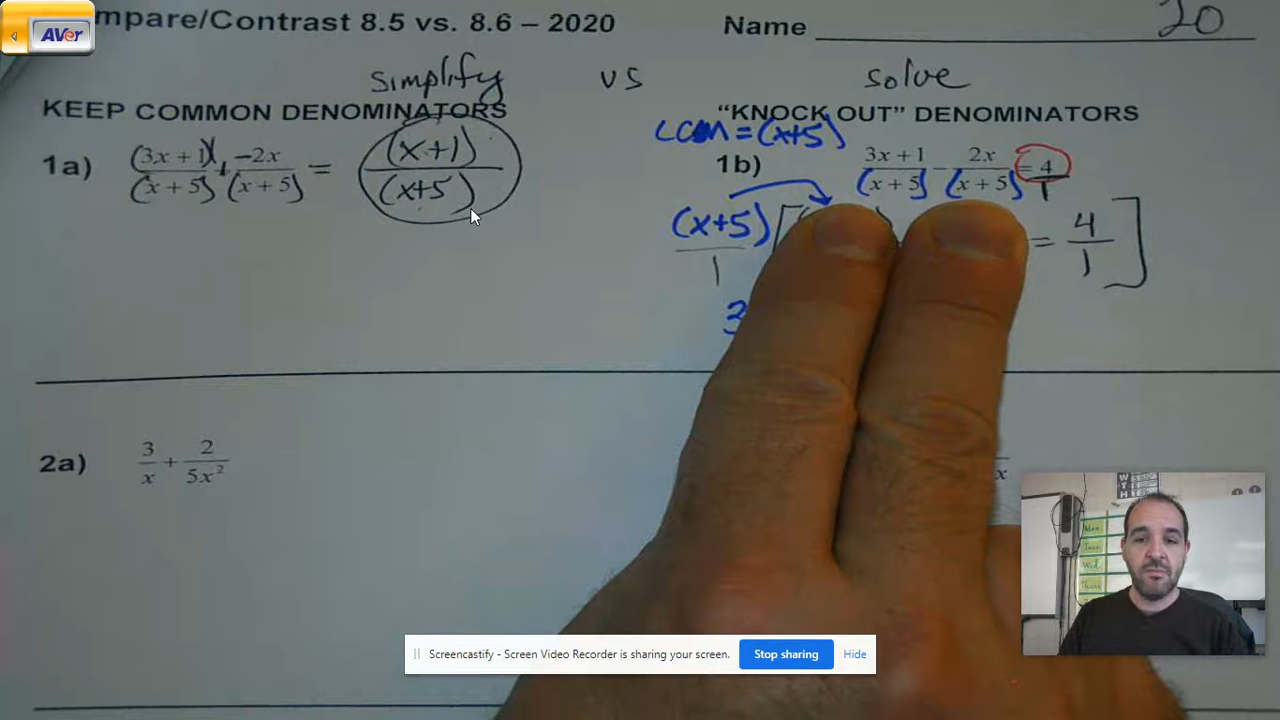 AVer
mpare/Contrast 8.5 vs. 8.6 – 2020
Name
20
simplify vs solve
KEEP COMMON DENOMINATORS
"KNOCK OUT" DENOMINATORS
LCM = (x+5)
1a) (3x + 1) + -2x / (x + 5) (x + 5) = (x+1) / (x+5)
1b) 3x + 1 / (x + 5) – 2x / (x + 5) = 4 / 1
(x+5) / 1 [ = 4 / 1 ]
3
2a) 3 / x + 2 / 5x²
x
Screencastify - Screen Video Recorder is sharing your screen.
Stop sharing
Hide